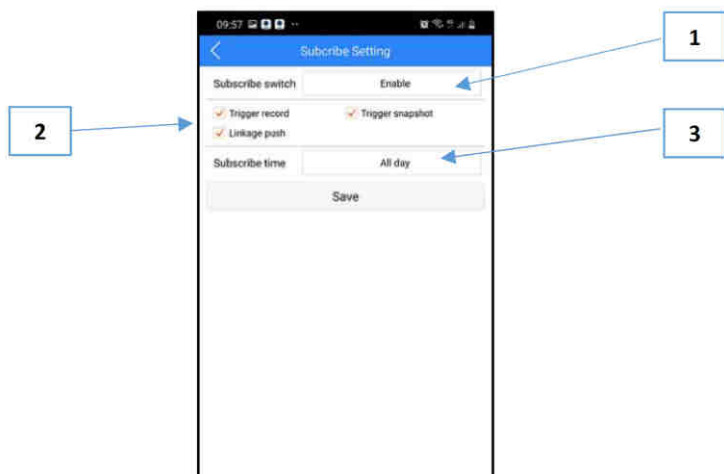 09:57
Subcribe Setting
1
Subscribe switch
Enable
2
Trigger record
Trigger snapshot
Linkage push
3
Subscribe time
All day
Save